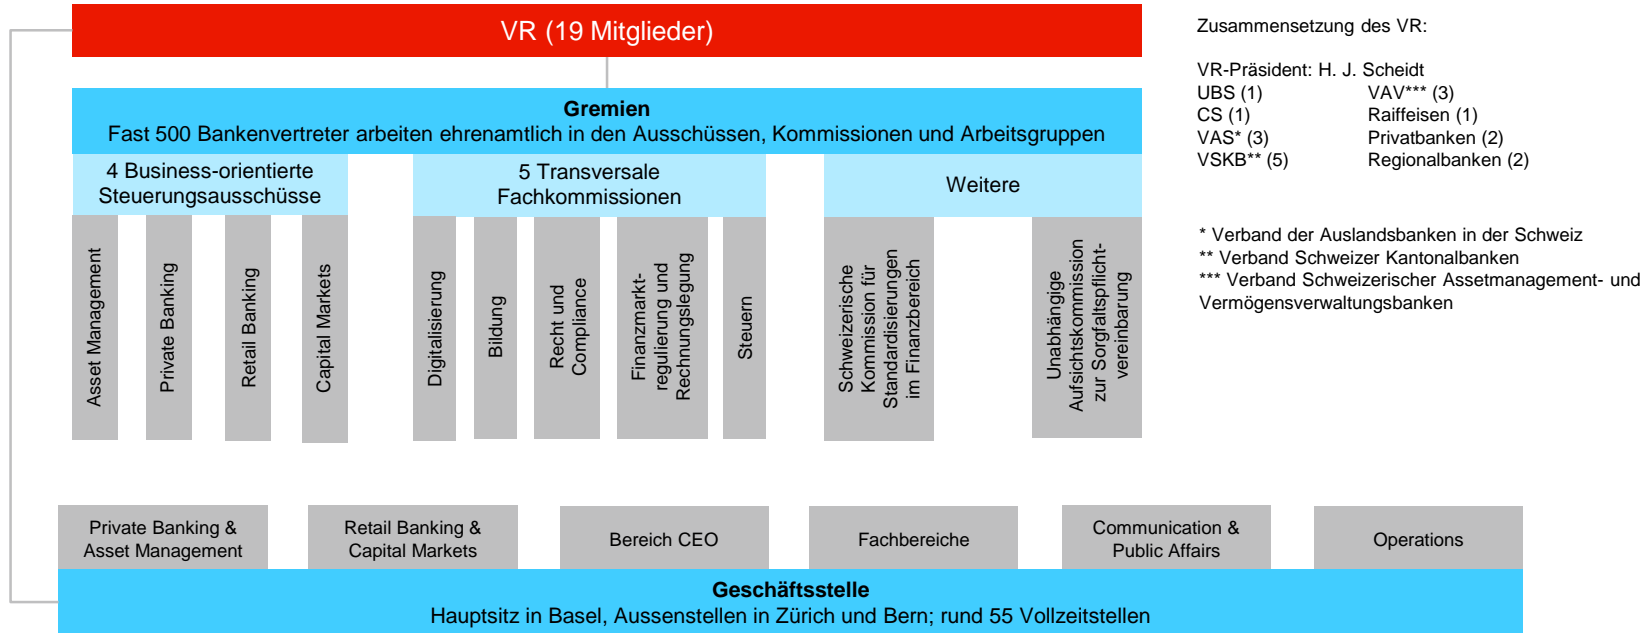 VR (19 Mitglieder)
Gremien
Fast 500 Bankenvertreter arbeiten ehrenamtlich in den Ausschüssen, Kommissionen und Arbeitsgruppen
4 Business-orientierte
Steuerungsausschüsse
5 Transversale
Fachkommissionen
Weitere
Asset Management
Private Banking
Retail Banking
Capital Markets
Digitalisierung
Bildung
Recht und
Compliance
Finanzmarkt-
regulierung und
Rechnungslegung
Steuern
Schweizerische
Kommission für
Standardisierungen
im Finanzbereich
Unabhängige
Aufsichtskommission
zur Sorgfaltspflicht-
vereinbarung
Private Banking &
Asset Management
Retail Banking &
Capital Markets
Bereich CEO
Fachbereiche
Communication &
Public Affairs
Operations
Geschäftsstelle
Hauptsitz in Basel, Aussenstellen in Zürich und Bern; rund 55 Vollzeitstellen
Zusammensetzung des VR:
VR-Präsident: H. J. Scheidt
UBS (1) VAV*** (3)
CS (1) Raiffeisen (1)
VAS* (3) Privatbanken (2)
VSKB** (5) Regionalbanken (2)
* Verband der Auslandsbanken in der Schweiz
** Verband Schweizer Kantonalbanken
*** Verband Schweizerischer Assetmanagement- und
Vermögensverwaltungsbanken